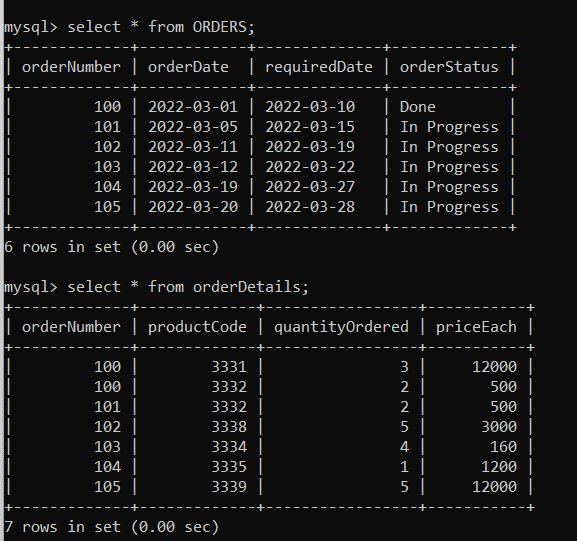 mysql> select * from ORDERS;
+-------------+------------+--------------+-------------+
| orderNumber | orderDate  | requiredDate | orderStatus |
+-------------+------------+--------------+-------------+
|         100 | 2022-03-01 | 2022-03-10   | Done        |
|         101 | 2022-03-05 | 2022-03-15   | In Progress |
|         102 | 2022-03-11 | 2022-03-19   | In Progress |
|         103 | 2022-03-12 | 2022-03-22   | In Progress |
|         104 | 2022-03-19 | 2022-03-27   | In Progress |
|         105 | 2022-03-20 | 2022-03-28   | In Progress |
+-------------+------------+--------------+-------------+
6 rows in set (0.00 sec)

mysql> select * from orderDetails;
+-------------+-------------+-----------------+-----------+
| orderNumber | productCode | quantityOrdered | priceEach |
+-------------+-------------+-----------------+-----------+
|         100 |        3331 |               3 |     12000 |
|         100 |        3332 |               2 |       500 |
|         101 |        3332 |               2 |       500 |
|         102 |        3338 |               5 |      3000 |
|         103 |        3334 |               4 |       160 |
|         104 |        3335 |               1 |      1200 |
|         105 |        3339 |               5 |     12000 |
+-------------+-------------+-----------------+-----------+
7 rows in set (0.00 sec)